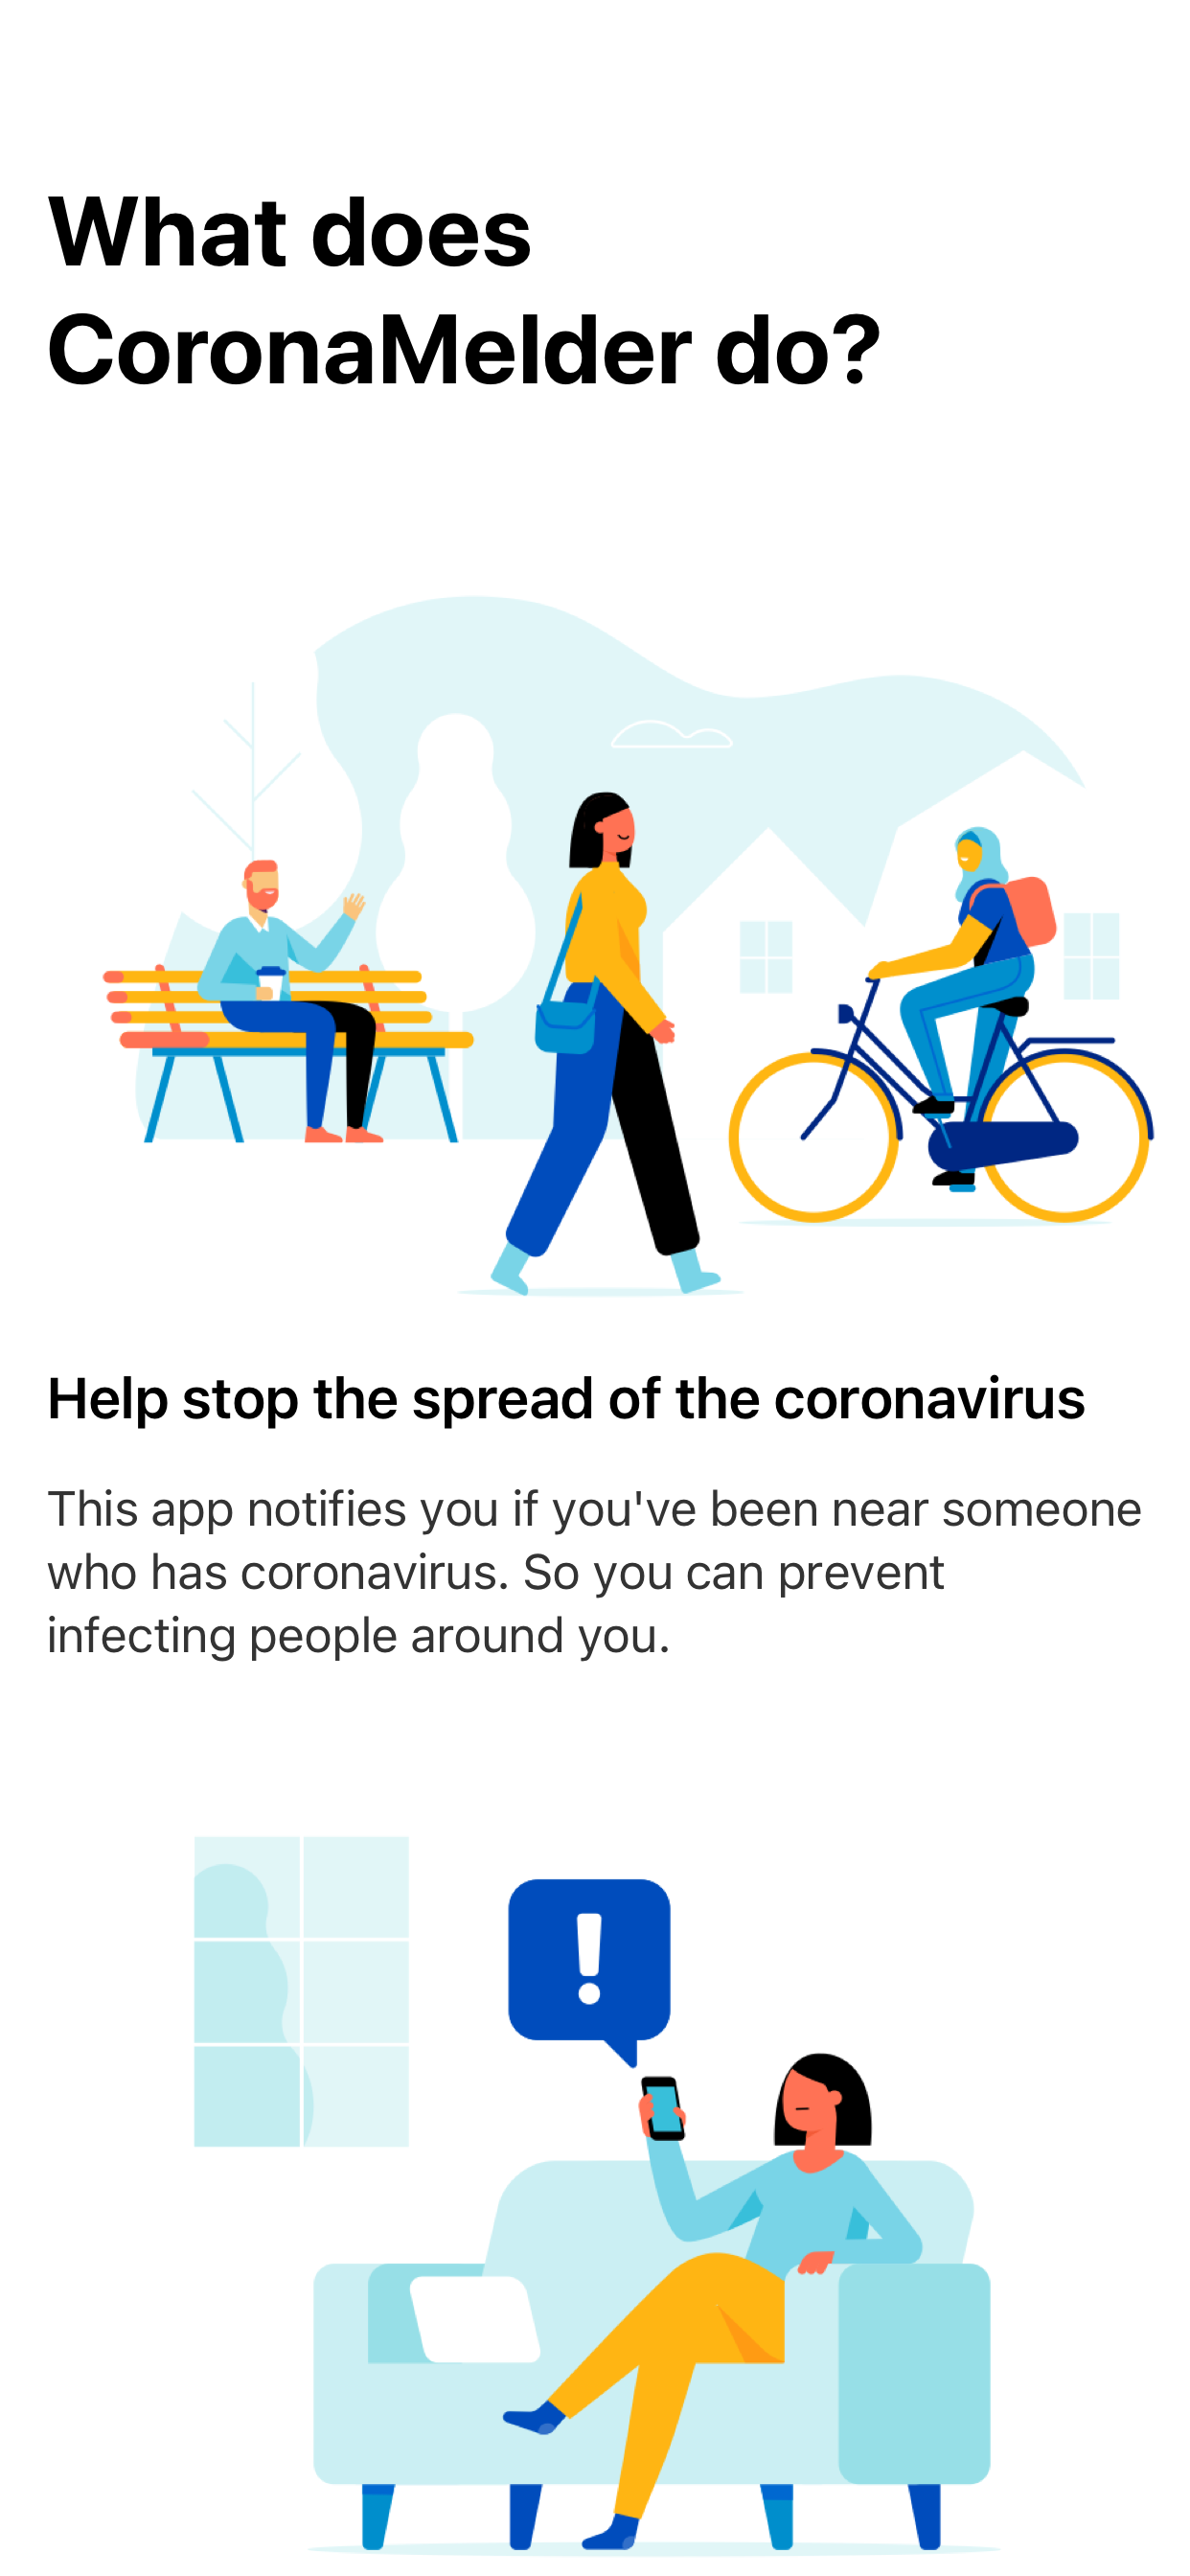 What does
CoronaMelder do?
Help stop the spread of the coronavirus
This app notifies you if you've been near someone
who has coronavirus. So you can prevent
infecting people around you.
!